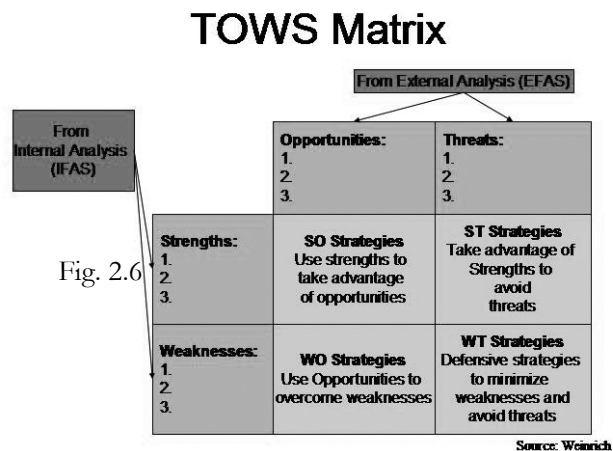 TOWS Matrix
From External Analysis (EFAS)
From
Internal Analysis
(IFAS)
Opportunities:
1.
2.
3.
Threats:
1.
2.
3.
Strengths:
1.
2.
3.
SO Strategies
Use strengths to
take advantage
of opportunities
ST Strategies
Take advantage of
Strengths to
avoid
threats
Fig. 2.6
Weaknesses:
1.
2.
3.
WO Strategies
Use Opportunities to
overcome weaknesses
WT Strategies
Defensive strategies
to minimize
weaknesses and
avoid threats
Source: Weinrich